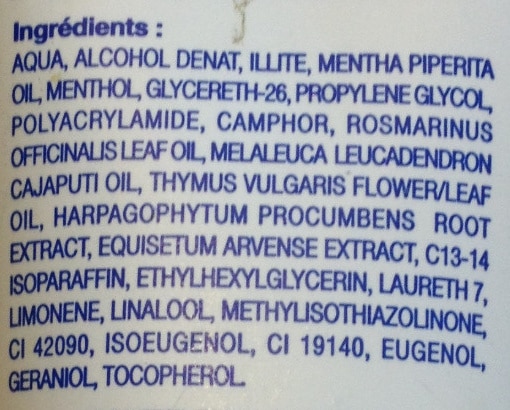 Ingrédients :
AQUA, ALCOHOL DENAT, ILLITE, MENTHA PIPERITA
OIL, MENTHOL, GLYCERETH-26, PROPYLENE GLYCOL,
POLYACRYLAMIDE, CAMPHOR, ROSMARINUS
OFFICINALIS LEAF OIL, MELALEUCA LEUCADENDRON
CAJAPUTI OIL, THYMUS VULGARIS FLOWER/LEAF
OIL, HARPAGOPHYTUM PROCUMBENS ROOT
EXTRACT, EQUISETUM ARVENSE EXTRACT, C13-14
ISOPARAFFIN, ETHYLHEXYLGLYCERIN, LAURETH 7,
LIMONENE, LINALOOL, METHYLISOTHIAZOLINONE,
CI 42090, ISOEUGENOL, CI 19140, EUGENOL,
GERANIOL, TOCOPHEROL.